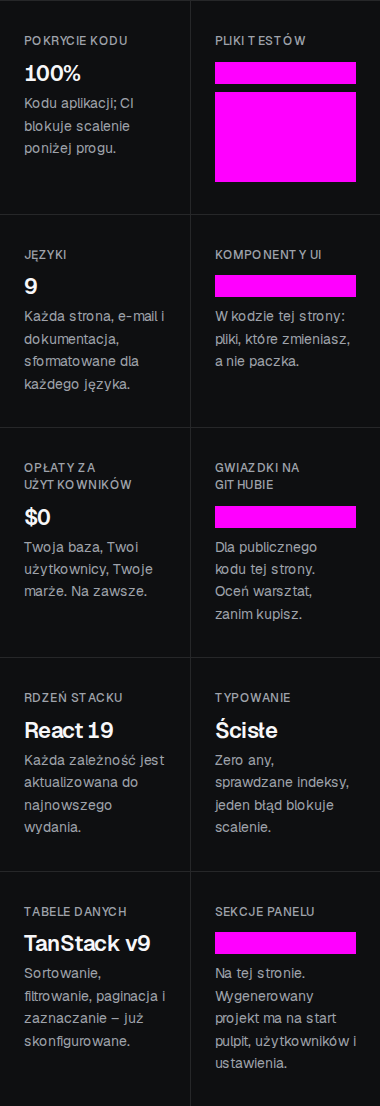 POKRYCIE KODU
100%
Kodu aplikacji; CI
blokuje scalenie
poniżej progu.
PLIKI TESTÓW
JĘZYKI
9
Każda strona, e-mail i
dokumentacja,
sformatowane dla
każdego języka.
KOMPONENTY UI
W kodzie tej strony:
pliki, które zmieniasz,
a nie paczka.
OPŁATY ZA
UŻYTKOWNIKÓW
$0
Twoja baza, Twoi
użytkownicy, Twoje
marże. Na zawsze.
GWIAZDKI NA
GITHUBIE
Dla publicznego
kodu tej strony.
Oceń warsztat,
zanim kupisz.
RDZEŃ STACKU
React 19
Każda zależność jest
aktualizowana do
najnowszego
wydania.
TYPOWANIE
Ścisłe
Zero any,
sprawdzane indeksy,
jeden błąd blokuje
scalenie.
TABELE DANYCH
TanStack v9
Sortowanie,
filtrowanie, paginacja i
zaznaczanie – już
skonfigurowane.
SEKCJE PANELU
Na tej stronie.
Wygenerowany
projekt ma na start
pulpit, użytkowników i
ustawienia.